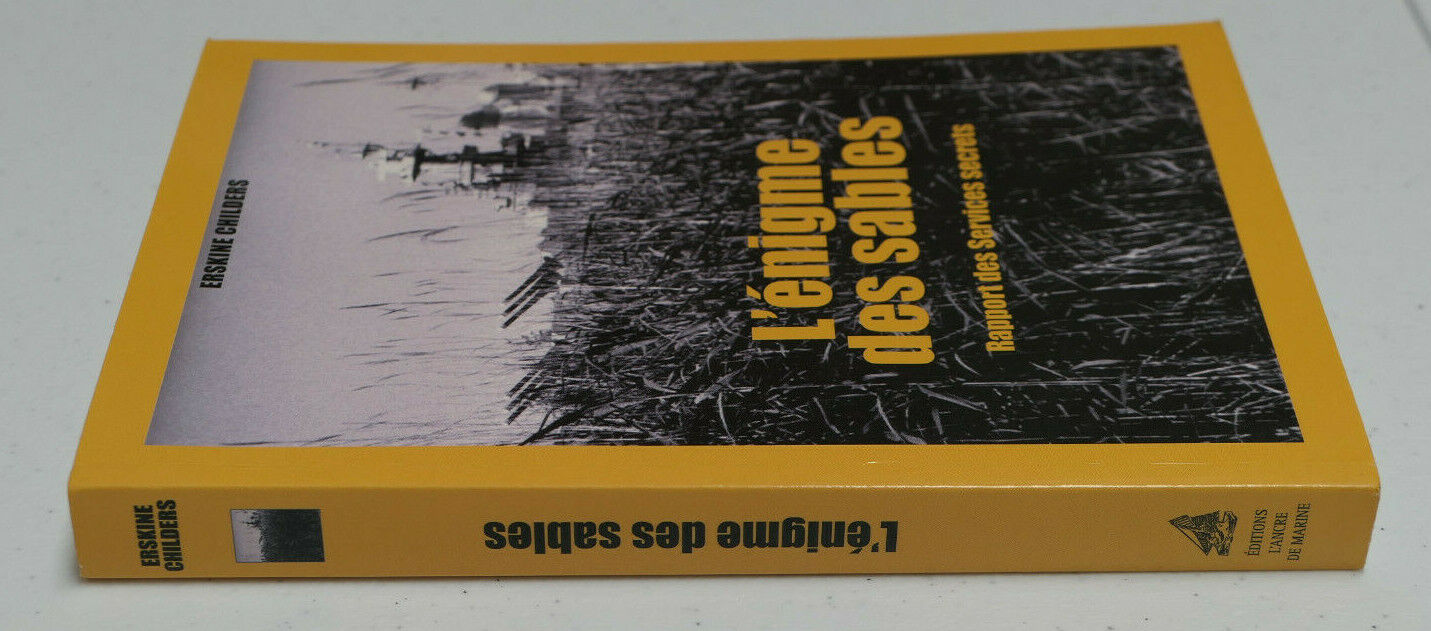 ERSKINE CHILDERS
L'énigme
des sables
Rapport des Services secrets
ERSKINE
CHILDERS
L'énigme des sables
ÉDITIONS
L'ANCRE
DE MARINE